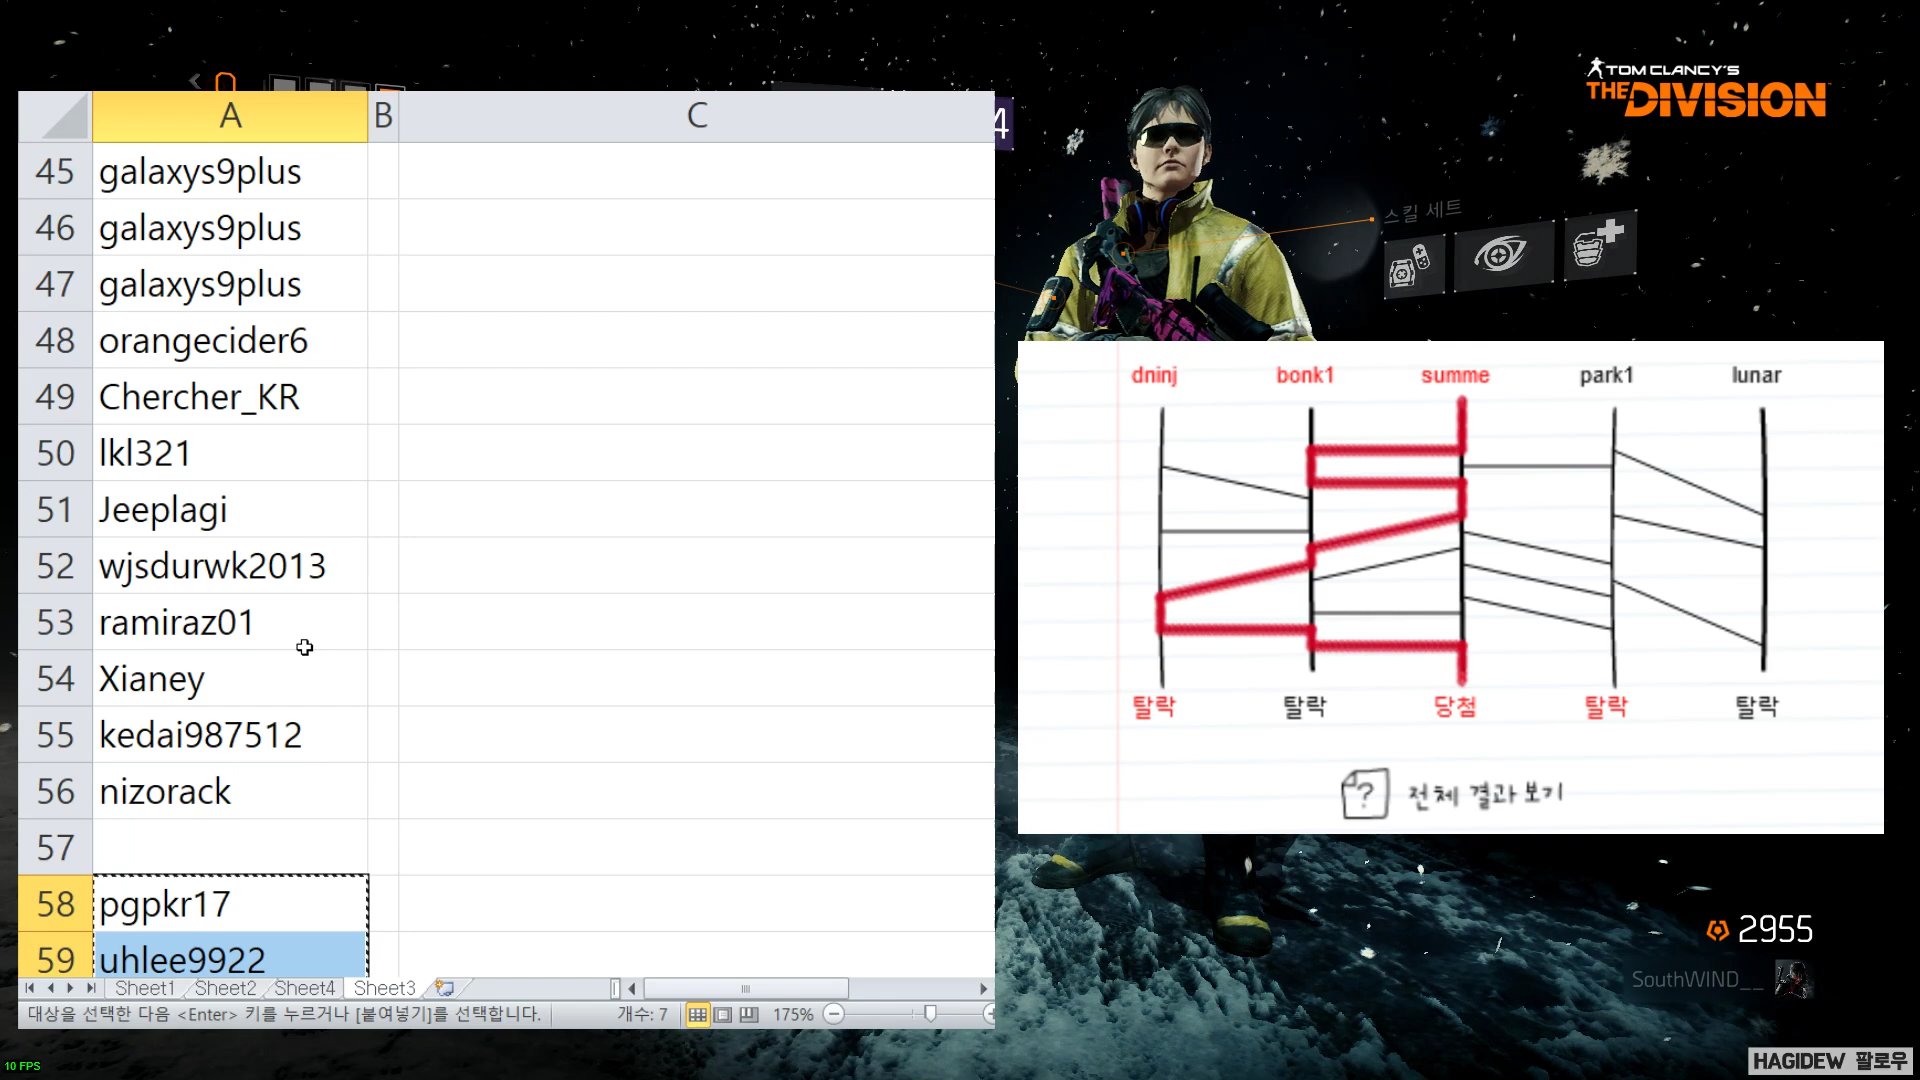 TOM CLANCY'S
THE DIVISION
A B C
4
45 galaxys9plus
46 galaxys9plus
47 galaxys9plus
48 orangecider6
49 Chercher_KR
50 lkl321
51 Jeeplagi
52 wjsdurwk2013
53 ramiraz01
54 Xianey
55 kedai987512
56 nizorack
57
58 pgpkr17
59 uhlee9922
Sheet1 Sheet2 Sheet4 Sheet3
대상을 선택한 다음 <Enter> 키를 누르거나 [붙여넣기]를 선택합니다. 개수: 7 175%
스킬 세트
dninj bonk1 summe park1 lunar
탈락 탈락 당첨 탈락 탈락
? 전체 결과 보기
2955
SouthWIND__
10 FPS
HAGIDEW 팔로우